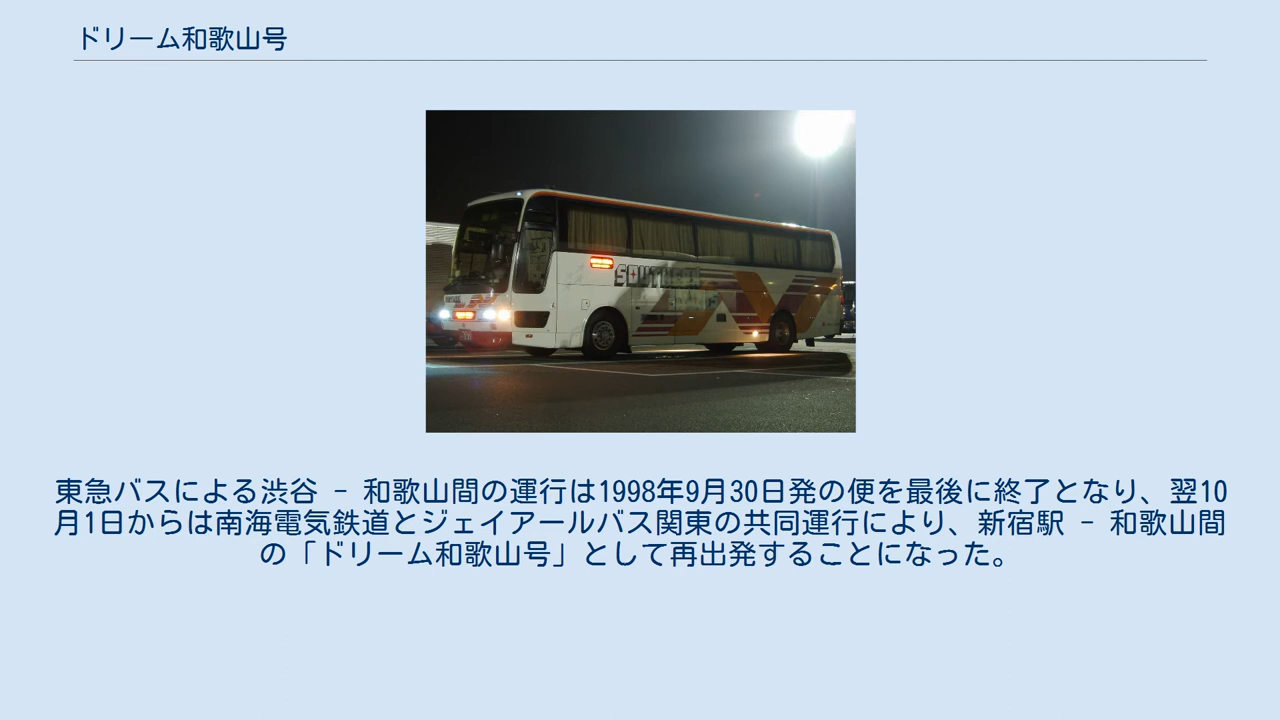 ドリーム和歌山号
SOUTHERN
東急バスによる渋谷 - 和歌山間の運行は1998年9月30日発の便を最後に終了となり、翌10
月1日からは南海電気鉄道とジェイアールバス関東の共同運行により、新宿駅 - 和歌山間
の「ドリーム和歌山号」として再出発することになった。